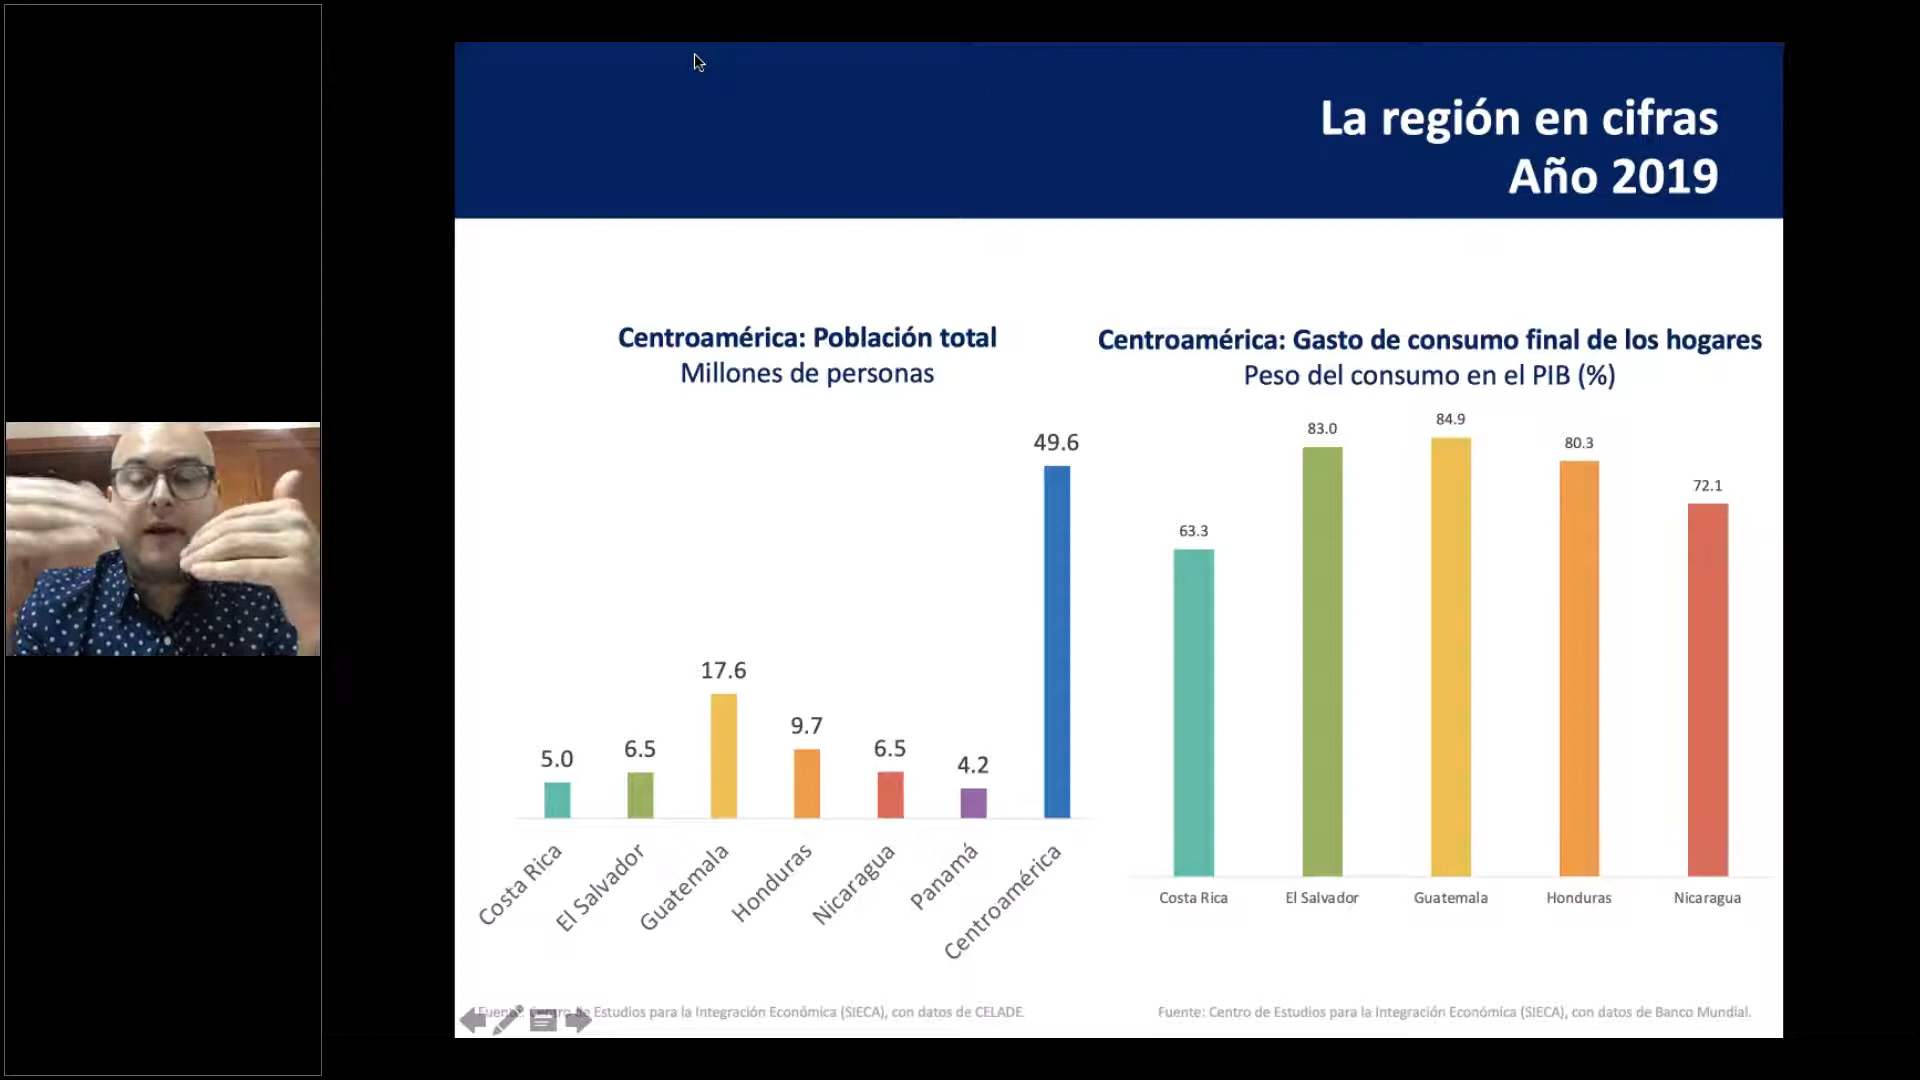 La región en cifras
Año 2019
Centroamérica: Población total
Millones de personas
49.6
17.6
9.7
6.5
6.5
5.0
4.2
Costa Rica
El Salvador
Guatemala
Honduras
Nicaragua
Panamá
Centroamérica
Fuente: Centro de Estudios para la Integración Económica (SIECA), con datos de CELADE.
Centroamérica: Gasto de consumo final de los hogares
Peso del consumo en el PIB (%)
84.9
83.0
80.3
72.1
63.3
Costa Rica
El Salvador
Guatemala
Honduras
Nicaragua
Fuente: Centro de Estudios para la Integración Económica (SIECA), con datos de Banco Mundial.